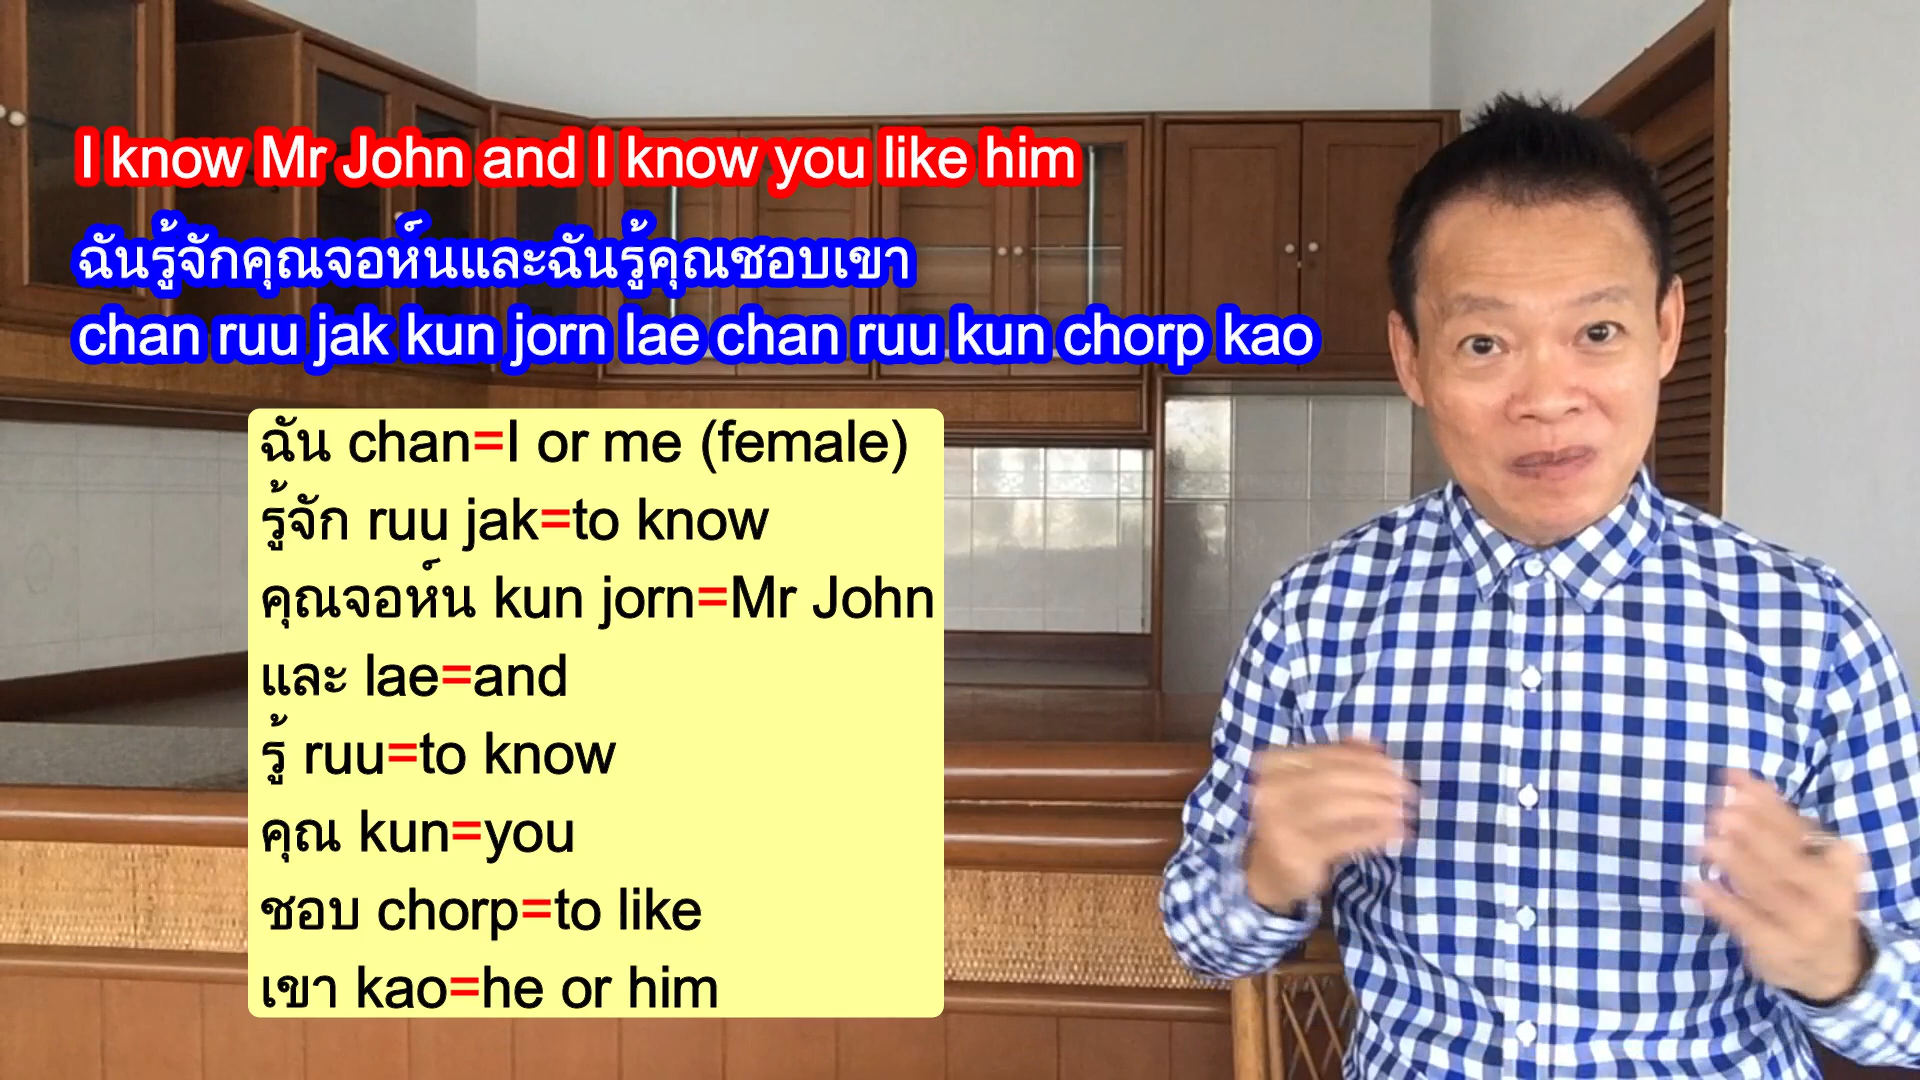 I know Mr John and I know you like him
ฉันรู้จักคุณจอห์นและฉันรู้คุณชอบเขา
chan ruu jak kun jorn lae chan ruu kun chorp kao
ฉัน chan=I or me (female)
รู้จัก ruu jak=to know
คุณจอห์น kun jorn=Mr John
และ lae=and
รู้ ruu=to know
คุณ kun=you
ชอบ chorp=to like
เขา kao=he or him